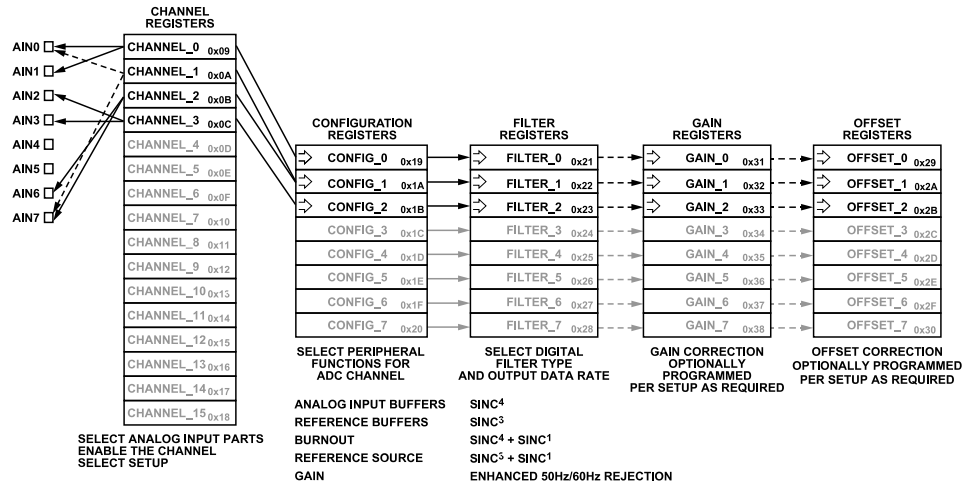 CHANNEL
REGISTERS
AIN0
AIN1
AIN2
AIN3
AIN4
AIN5
AIN6
AIN7
CHANNEL_0 0x09
CHANNEL_1 0x0A
CHANNEL_2 0x0B
CHANNEL_3 0x0C
CHANNEL_4 0x0D
CHANNEL_5 0x0E
CHANNEL_6 0x0F
CHANNEL_7 0x10
CHANNEL_8 0x11
CHANNEL_9 0x12
CHANNEL_10 0x13
CHANNEL_11 0x14
CHANNEL_12 0x15
CHANNEL_13 0x16
CHANNEL_14 0x17
CHANNEL_15 0x18
SELECT ANALOG INPUT PARTS
ENABLE THE CHANNEL
SELECT SETUP
CONFIGURATION
REGISTERS
CONFIG_0 0x19
CONFIG_1 0x1A
CONFIG_2 0x1B
CONFIG_3 0x1C
CONFIG_4 0x1D
CONFIG_5 0x1E
CONFIG_6 0x1F
CONFIG_7 0x20
SELECT PERIPHERAL
FUNCTIONS FOR
ADC CHANNEL
ANALOG INPUT BUFFERS
REFERENCE BUFFERS
BURNOUT
REFERENCE SOURCE
GAIN
FILTER
REGISTERS
FILTER_0 0x21
FILTER_1 0x22
FILTER_2 0x23
FILTER_3 0x24
FILTER_4 0x25
FILTER_5 0x26
FILTER_6 0x27
FILTER_7 0x28
SELECT DIGITAL
FILTER TYPE
AND OUTPUT DATA RATE
SINC⁴
SINC³
SINC⁴ + SINC¹
SINC³ + SINC¹
ENHANCED 50Hz/60Hz REJECTION
GAIN
REGISTERS
GAIN_0 0x31
GAIN_1 0x32
GAIN_2 0x33
GAIN_3 0x34
GAIN_4 0x35
GAIN_5 0x36
GAIN_6 0x37
GAIN_7 0x38
GAIN CORRECTION
OPTIONALLY
PROGRAMMED
PER SETUP AS REQUIRED
OFFSET
REGISTERS
OFFSET_0 0x29
OFFSET_1 0x2A
OFFSET_2 0x2B
OFFSET_3 0x2C
OFFSET_4 0x2D
OFFSET_5 0x2E
OFFSET_6 0x2F
OFFSET_7 0x30
OFFSET CORRECTION
OPTIONALLY PROGRAMMED
PER SETUP AS REQUIRED